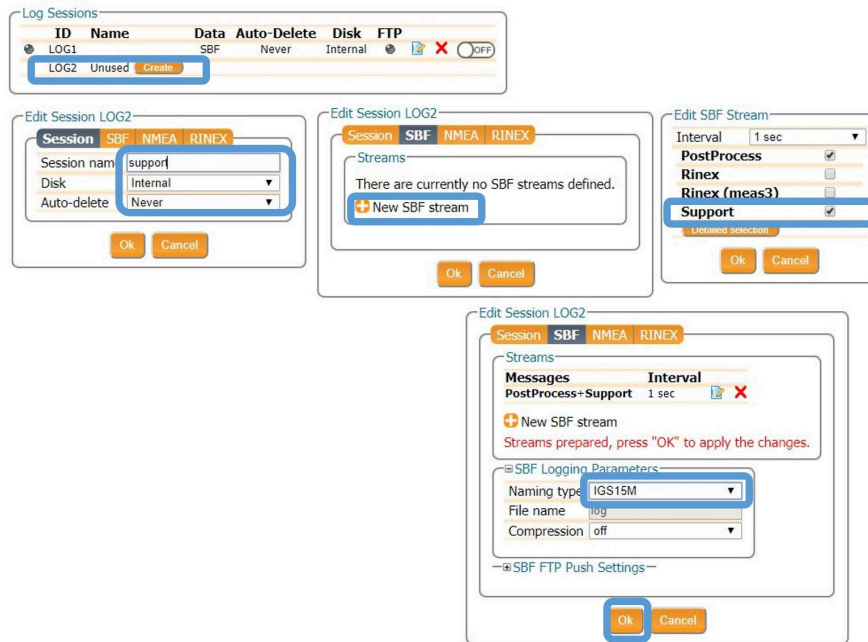 Log Sessions
ID Name Data Auto-Delete Disk FTP
LOG1 SBF Never Internal OFF
LOG2 Unused Create
Edit Session LOG2
Session SBF NMEA RINEX
Session name support
Disk Internal
Auto-delete Never
Ok Cancel
Edit Session LOG2
Session SBF NMEA RINEX
Streams
There are currently no SBF streams defined.
New SBF stream
Ok Cancel
Edit SBF Stream
Interval 1 sec
PostProcess
Rinex
Rinex (meas3)
Support
Detailed selection
Ok Cancel
Edit Session LOG2
Session SBF NMEA RINEX
Streams
Messages Interval
PostProcess+Support 1 sec
New SBF stream
Streams prepared, press "OK" to apply the changes.
SBF Logging Parameters
Naming type IGS15M
File name log
Compression off
SBF FTP Push Settings
Ok Cancel